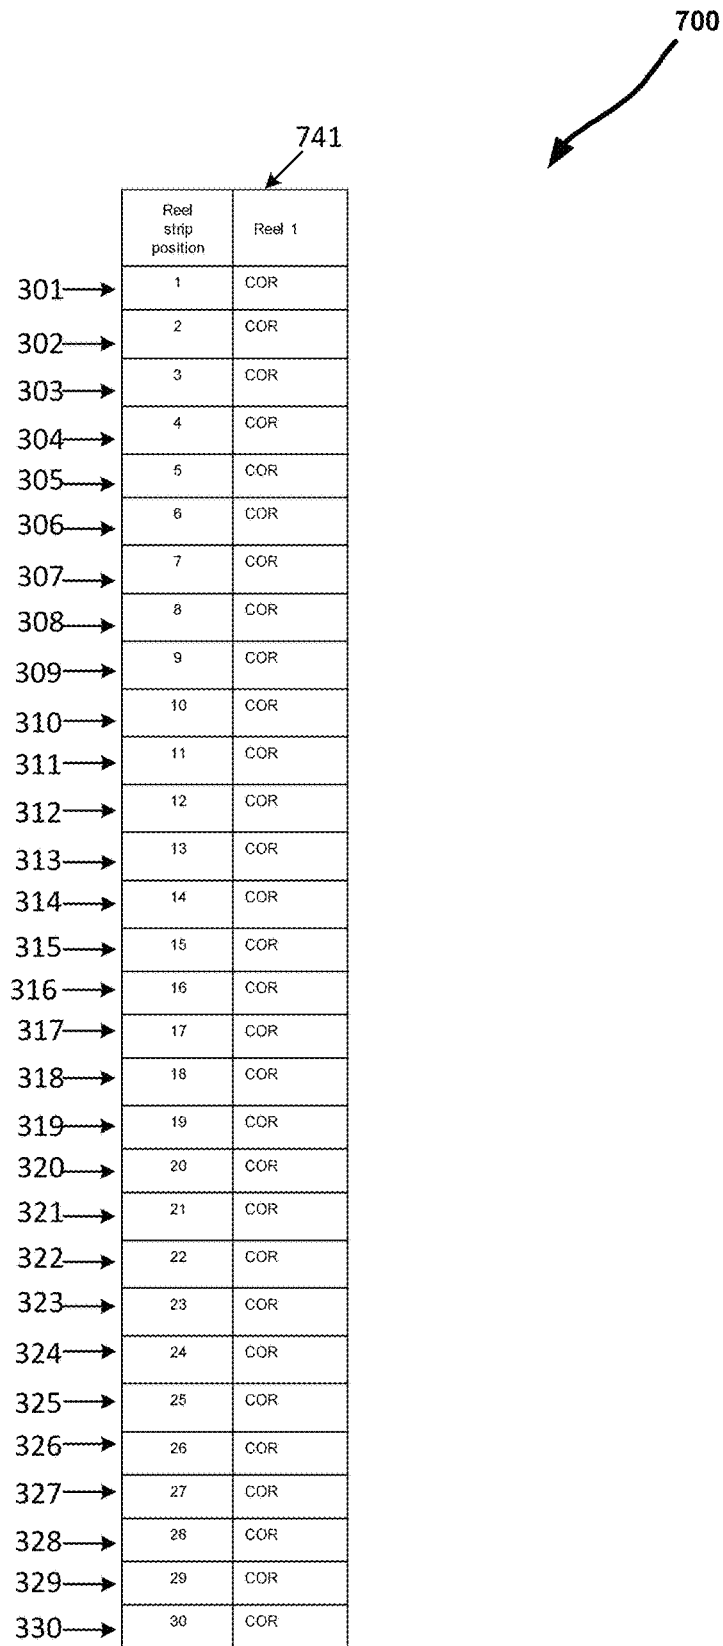 700
741
Reel strip position Reel 1
301 1 COR
302 2 COR
303 3 COR
304 4 COR
305 5 COR
306 6 COR
307 7 COR
308 8 COR
309 9 COR
310 10 COR
311 11 COR
312 12 COR
313 13 COR
314 14 COR
315 15 COR
316 16 COR
317 17 COR
318 18 COR
319 19 COR
320 20 COR
321 21 COR
322 22 COR
323 23 COR
324 24 COR
325 25 COR
326 26 COR
327 27 COR
328 28 COR
329 29 COR
330 30 COR